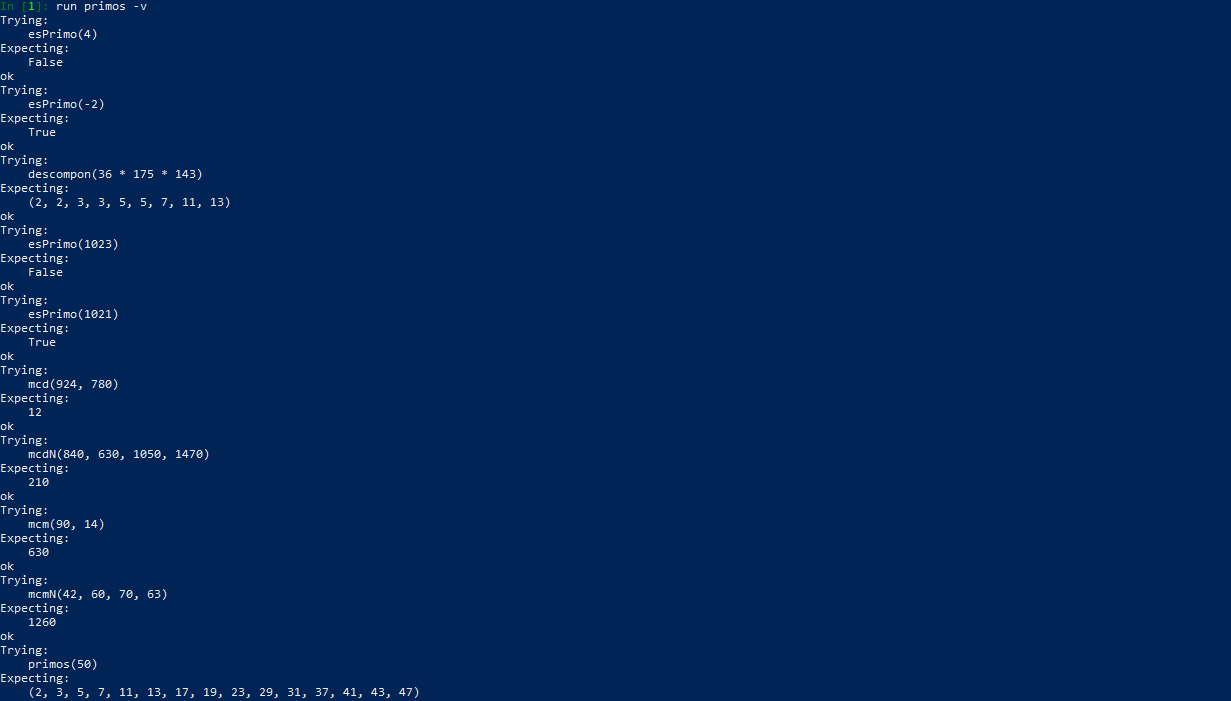 In [1]: run primos -v
Trying:
    esPrimo(4)
Expecting:
    False
ok
Trying:
    esPrimo(-2)
Expecting:
    True
ok
Trying:
    descompon(36 * 175 * 143)
Expecting:
    (2, 2, 3, 3, 5, 5, 7, 11, 13)
ok
Trying:
    esPrimo(1023)
Expecting:
    False
ok
Trying:
    esPrimo(1021)
Expecting:
    True
ok
Trying:
    mcd(924, 780)
Expecting:
    12
ok
Trying:
    mcdN(840, 630, 1050, 1470)
Expecting:
    210
ok
Trying:
    mcm(90, 14)
Expecting:
    630
ok
Trying:
    mcmN(42, 60, 70, 63)
Expecting:
    1260
ok
Trying:
    primos(50)
Expecting:
    (2, 3, 5, 7, 11, 13, 17, 19, 23, 29, 31, 37, 41, 43, 47)